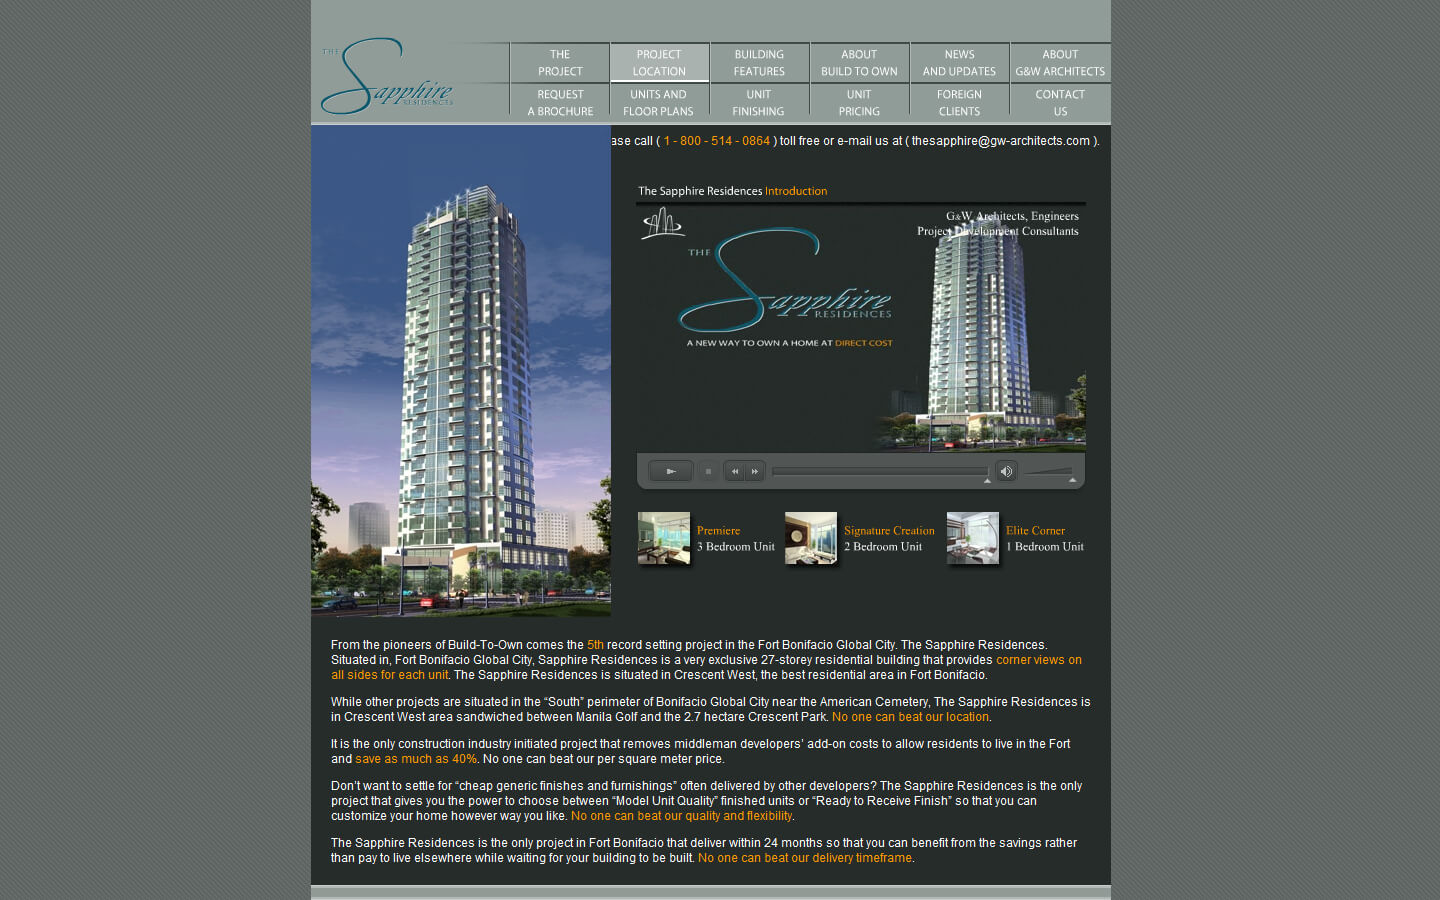 THE
Sapphire
RESIDENCES
THE
PROJECT
PROJECT
LOCATION
BUILDING
FEATURES
ABOUT
BUILD TO OWN
NEWS
AND UPDATES
ABOUT
G&W ARCHITECTS
REQUEST
A BROCHURE
UNITS AND
FLOOR PLANS
UNIT
FINISHING
UNIT
PRICING
FOREIGN
CLIENTS
CONTACT
US
ase call ( 1 - 800 - 514 - 0864 ) toll free or e-mail us at ( thesapphire@gw-architects.com ).
The Sapphire Residences Introduction
G&W Architects, Engineers
Project Development Consultants
THE
Sapphire
RESIDENCES
A NEW WAY TO OWN A HOME AT DIRECT COST
Premiere
3 Bedroom Unit
Signature Creation
2 Bedroom Unit
Elite Corner
1 Bedroom Unit
From the pioneers of Build-To-Own comes the 5th record setting project in the Fort Bonifacio Global City. The Sapphire Residences.
Situated in, Fort Bonifacio Global City, Sapphire Residences is a very exclusive 27-storey residential building that provides corner views on
all sides for each unit. The Sapphire Residences is situated in Crescent West, the best residential area in Fort Bonifacio.
While other projects are situated in the “South” perimeter of Bonifacio Global City near the American Cemetery, The Sapphire Residences is
in Crescent West area sandwiched between Manila Golf and the 2.7 hectare Crescent Park. No one can beat our location.
It is the only construction industry initiated project that removes middleman developers’ add-on costs to allow residents to live in the Fort
and save as much as 40%. No one can beat our per square meter price.
Don’t want to settle for “cheap generic finishes and furnishings” often delivered by other developers? The Sapphire Residences is the only
project that gives you the power to choose between “Model Unit Quality” finished units or “Ready to Receive Finish” so that you can
customize your home however way you like. No one can beat our quality and flexibility.
The Sapphire Residences is the only project in Fort Bonifacio that deliver within 24 months so that you can benefit from the savings rather
than pay to live elsewhere while waiting for your building to be built. No one can beat our delivery timeframe.